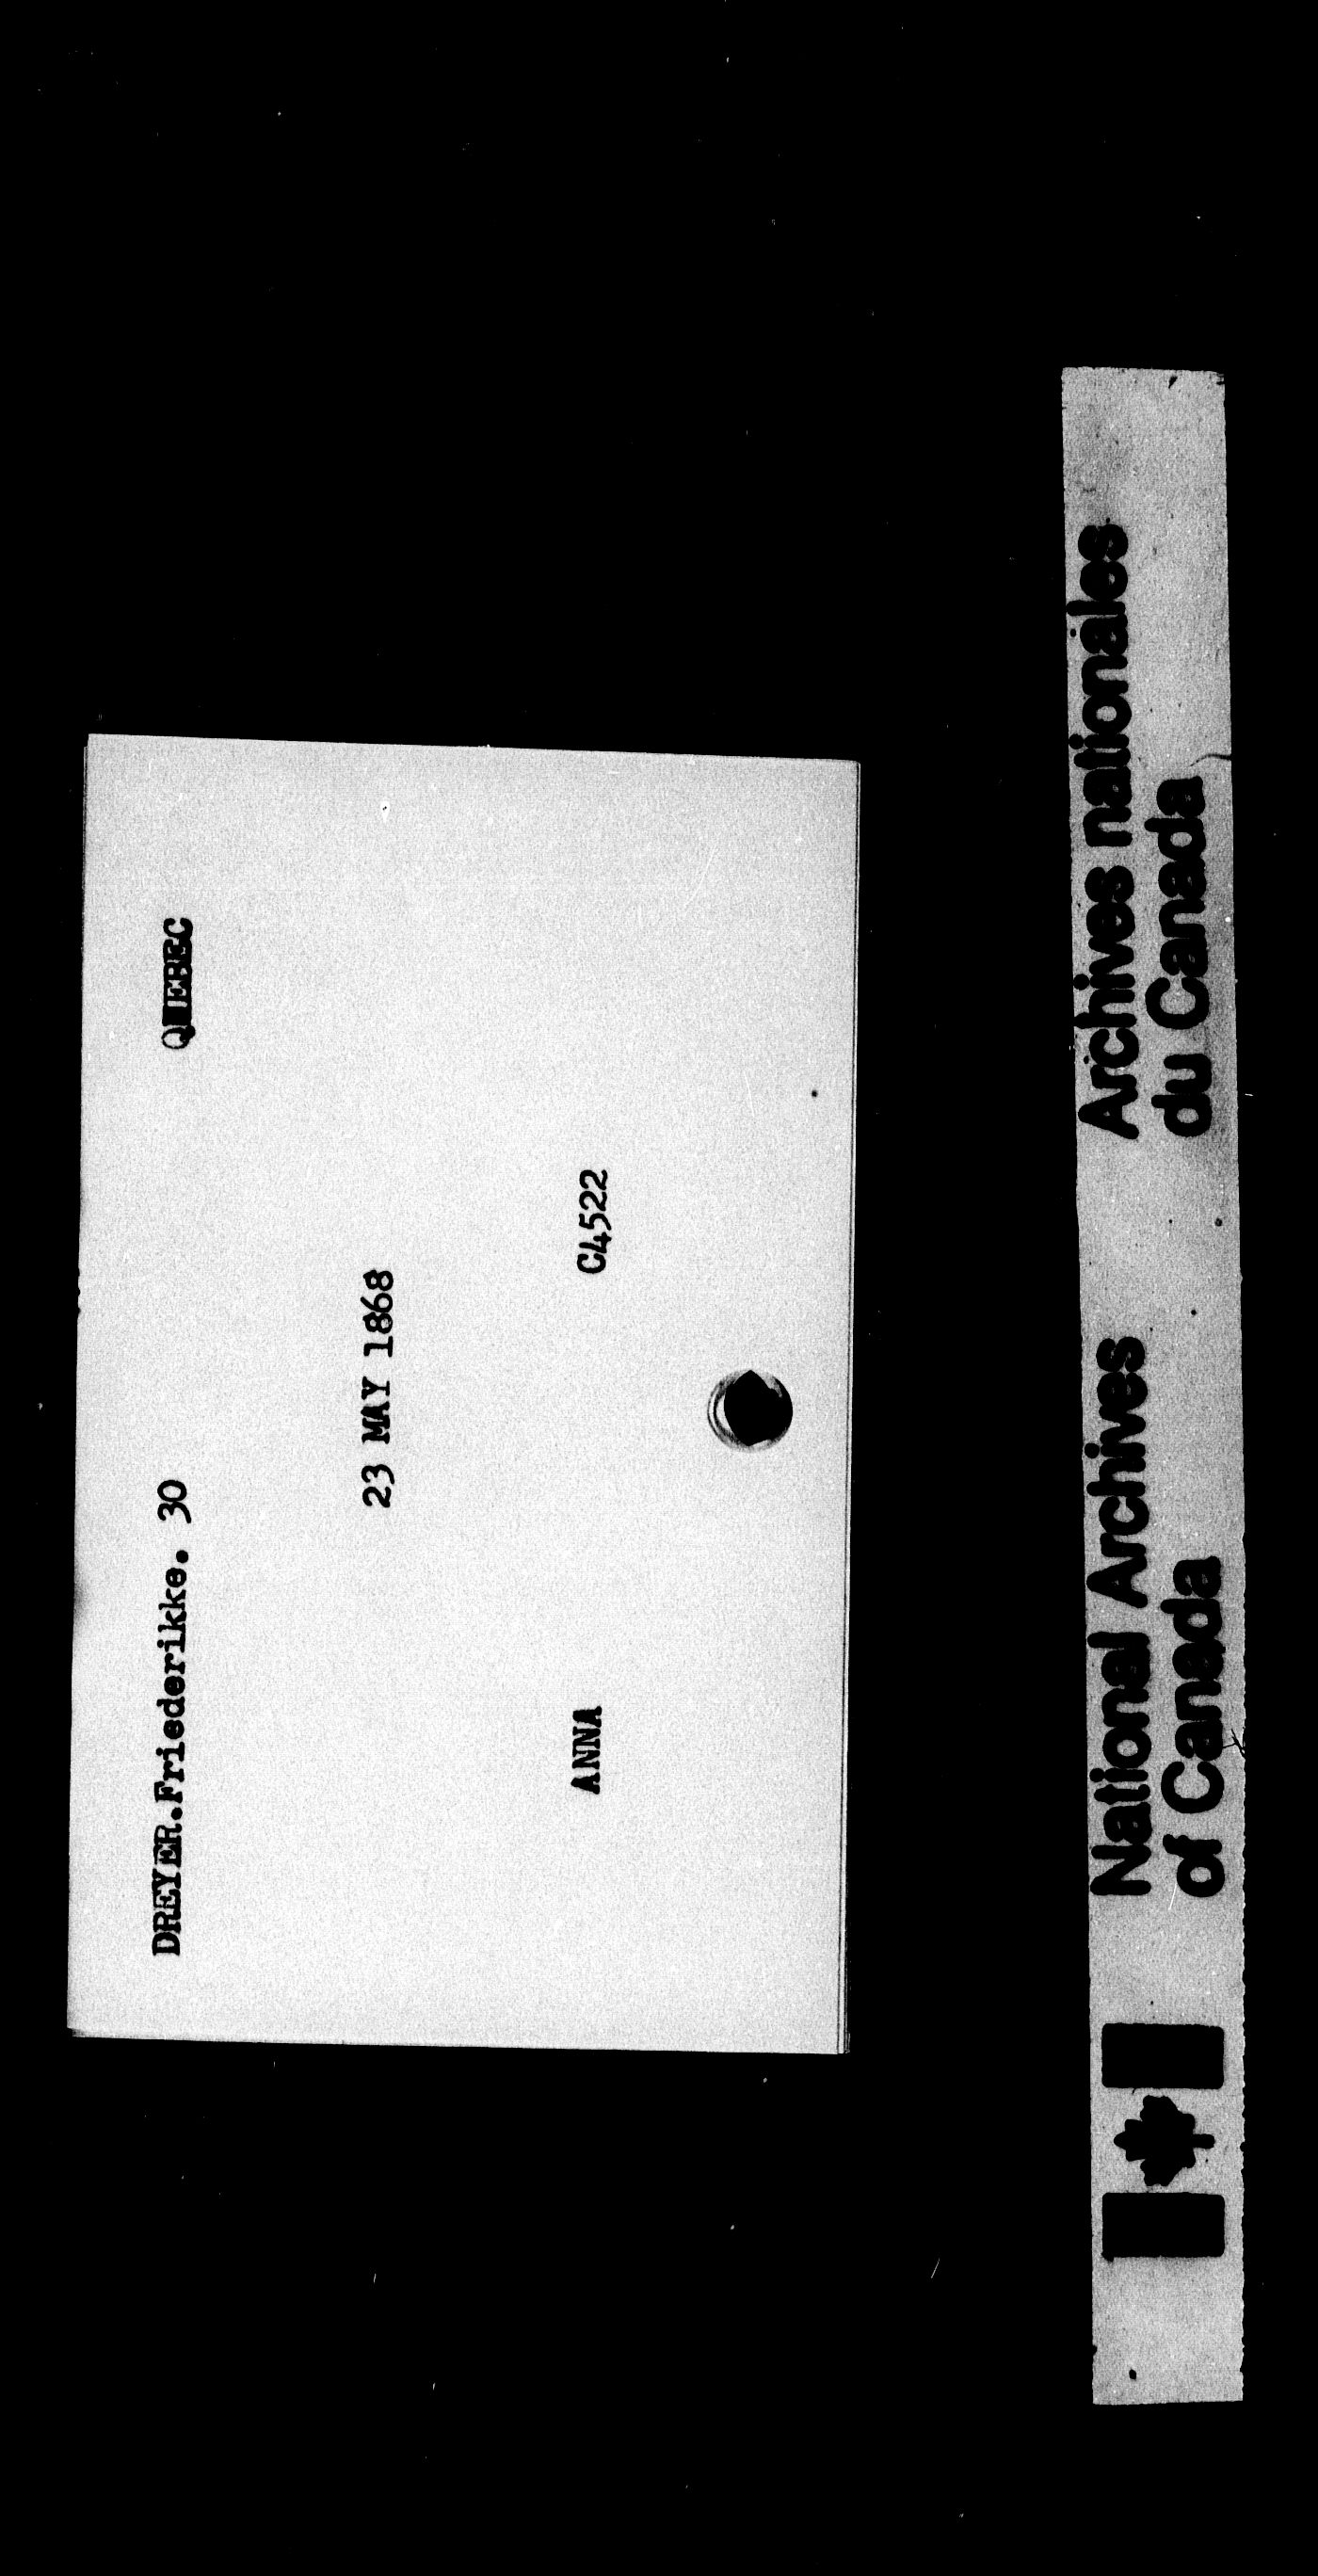 DREYER.Friederikke. 30 QUEBEC
23 MAY 1868
ANNA C4522
National Archives
of Canada
Archives nationales
du Canada